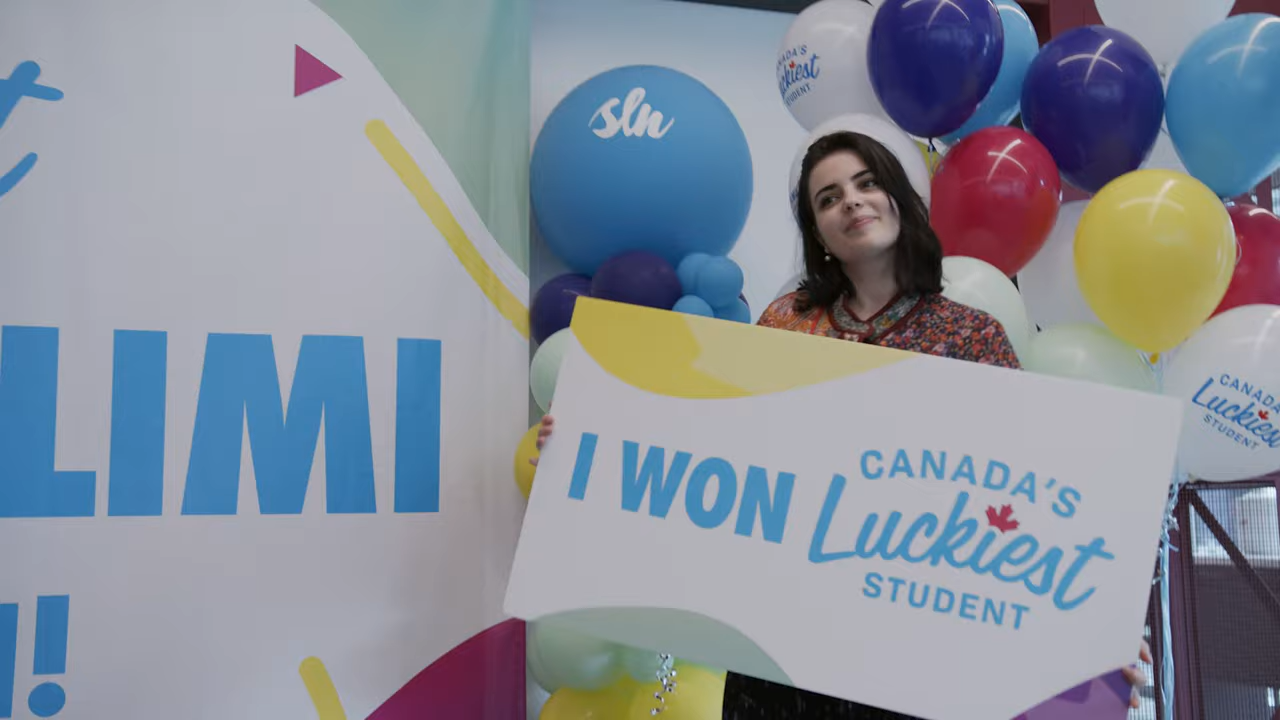 LIMI
!
sln
CANADA'S
Luckiest
STUDENT
I WON
CANADA'S
Luckiest
STUDENT
CANADA
Luckiest
STUDENT